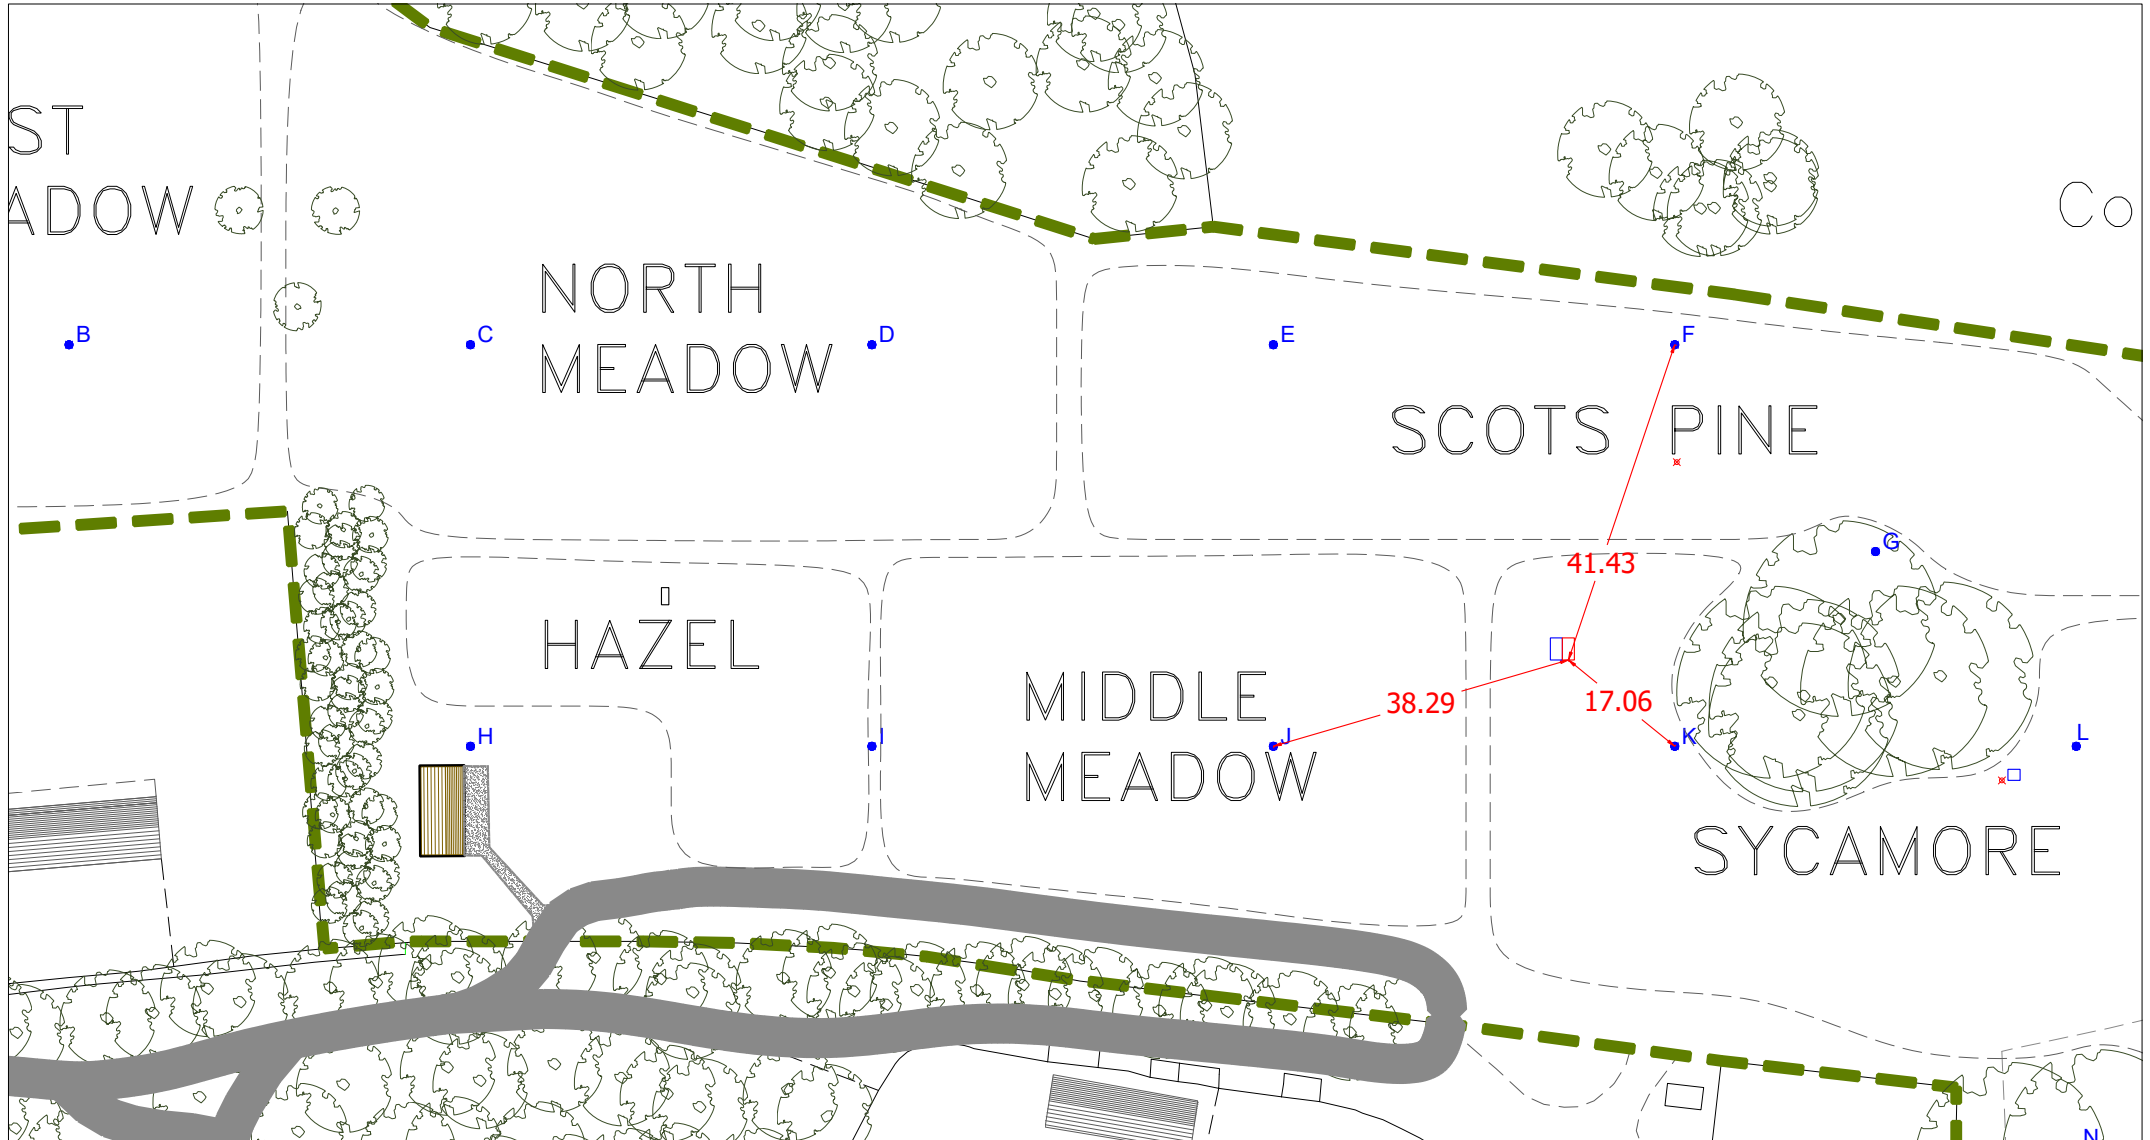 ST
ADOW
Co
NORTH
MEADOW
B
C
D
E
F
SCOTS PINE
G
41.43
HAZEL
MIDDLE
MEADOW
38.29
17.06
H
I
J
K
L
SYCAMORE
N